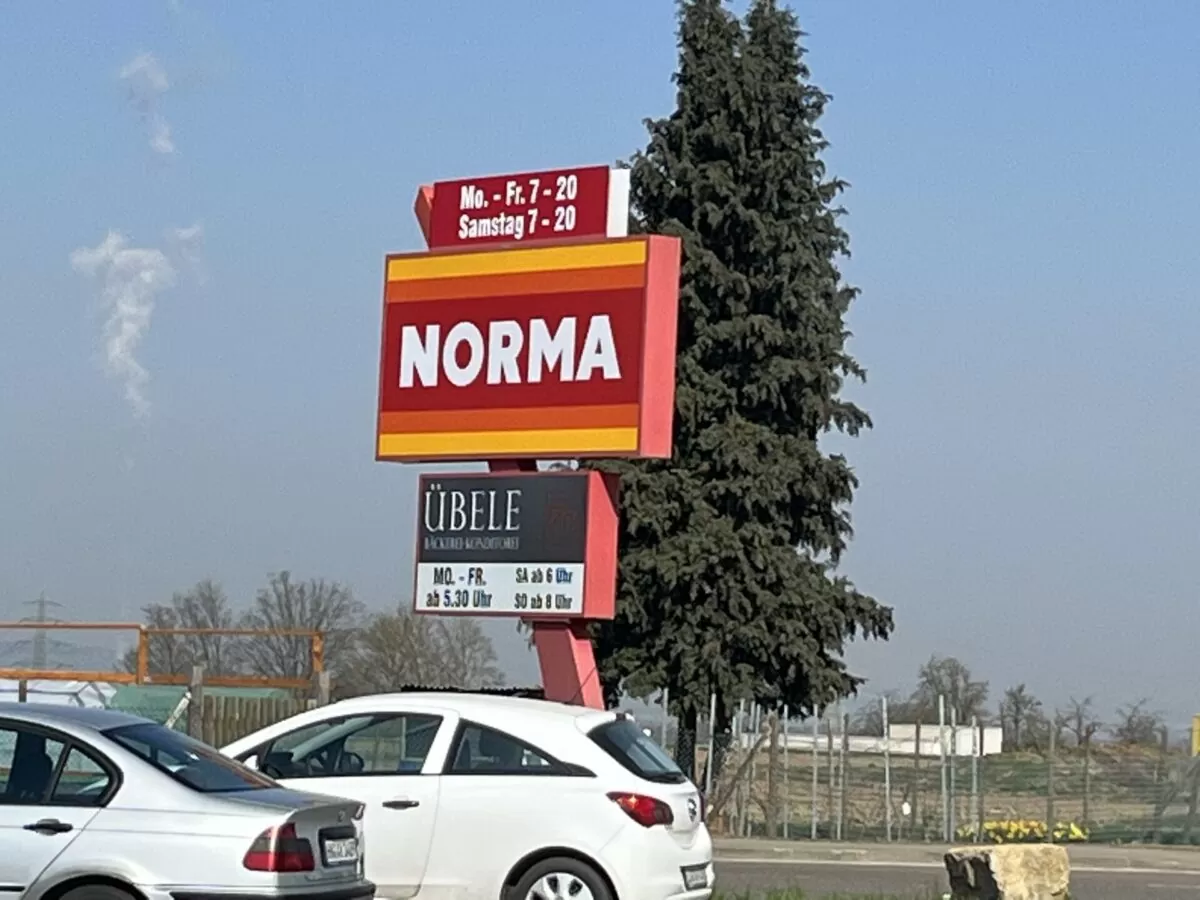 Mo. - Fr. 7 - 20
Samstag 7 - 20
NORMA
ÜBELE
BÄCKEREI-KONDITOREI
MO. - FR.
ab 5.30 Uhr
SA ab 6 Uhr
SO ab 8 Uhr